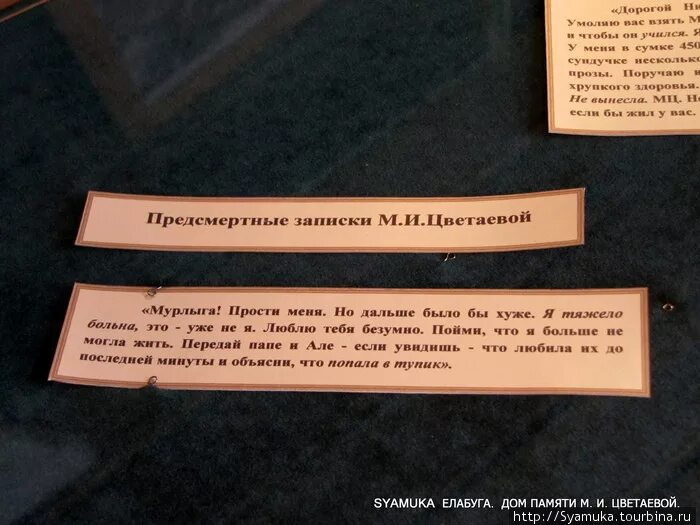 «Дорогой
Умоляю вас взять
и чтобы он учился.
У меня в сумке 450
сундучке
прозы. Поручаю
хрупкого здоровья.
Не вынесла. МЦ.
если бы жил у вас.
Предсмертные записки М.И.Цветаевой
«Мурлыга! Прости меня. Но дальше было бы хуже. Я тяжело
больна, это - уже не я. Люблю тебя безумно. Пойми, что я больше не
могла жить. Передай папе и Але - если увидишь - что любила их до
последней минуты и объясни, что попала в тупик».
SYAMUKA ЕЛАБУГА. ДОМ ПАМЯТИ М. И. ЦВЕТАЕВОЙ.
http://Syamuka.tourbina.ru